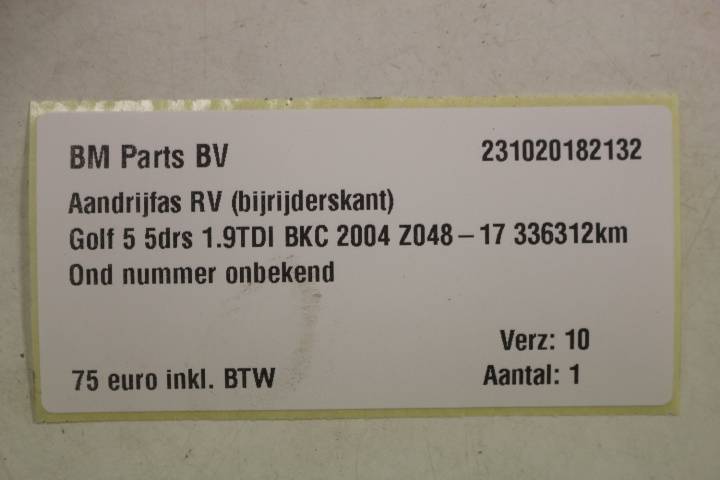 BM Parts BV 231020182132
Aandrijfas RV (bijrijderskant)
Golf 5 5drs 1.9TDI BKC 2004 Z048-17 336312km
Ond nummer onbekend
Verz: 10
75 euro inkl. BTW Aantal: 1